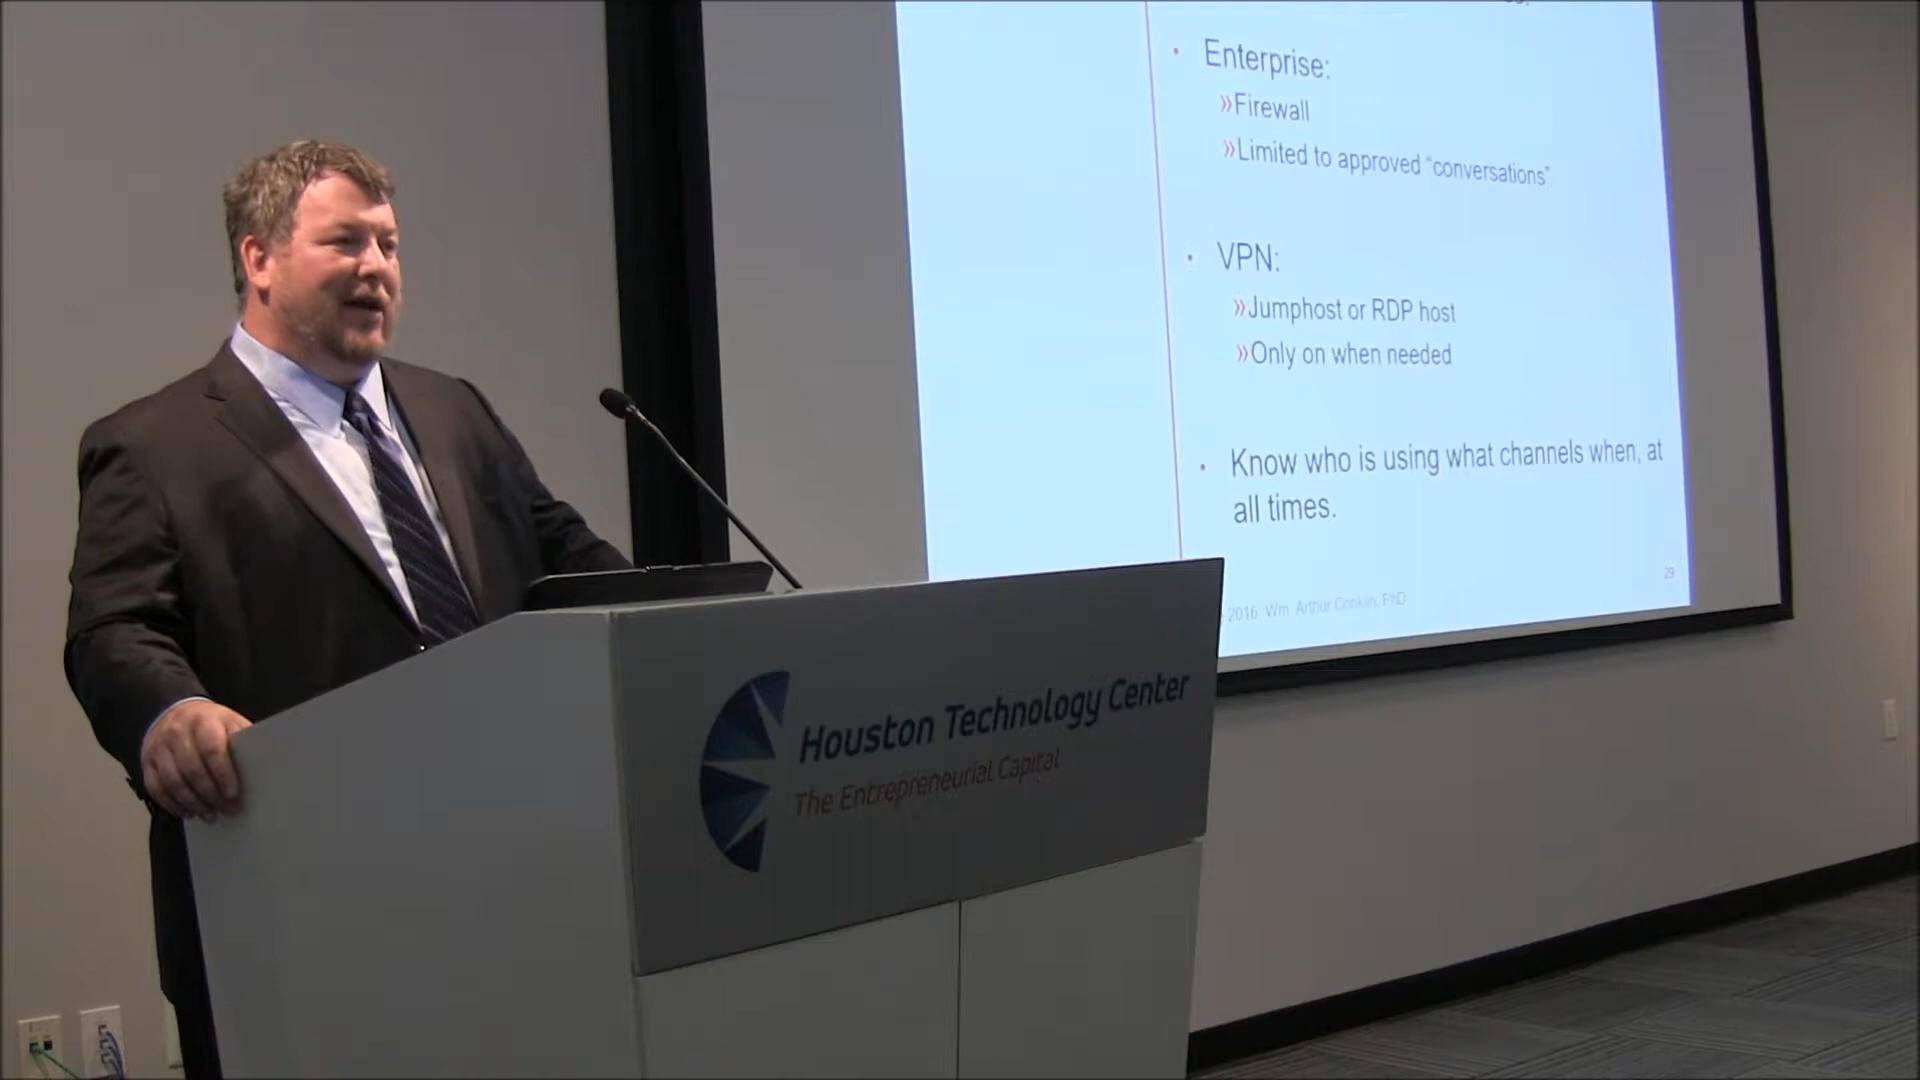 • Enterprise:
»Firewall
»Limited to approved “conversations”
• VPN:
»Jumphost or RDP host
»Only on when needed
• Know who is using what channels when, at
all times.
29
2016 Wm. Arthur Conklin, PhD
Houston Technology Center
The Entrepreneurial Capital